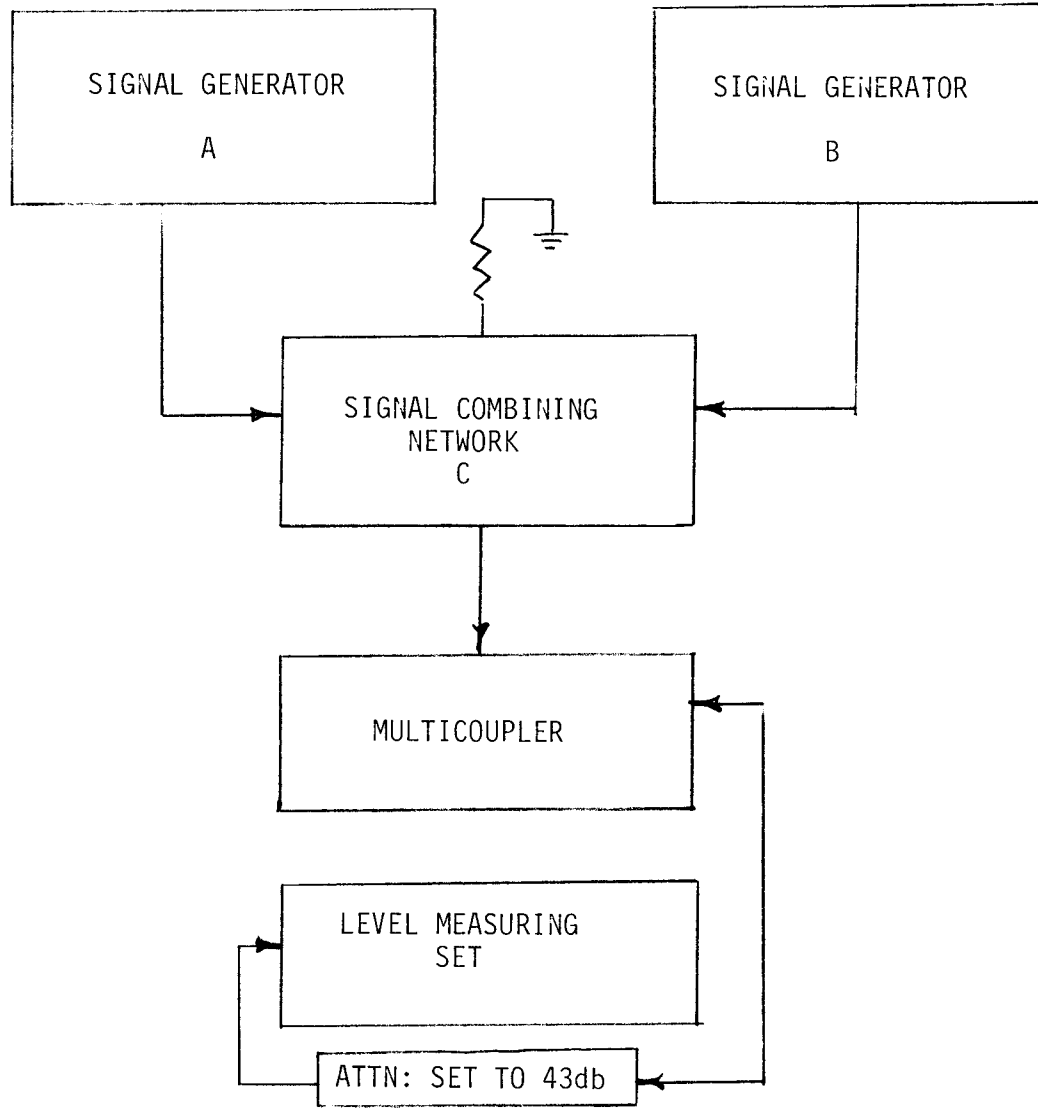 SIGNAL GENERATOR
A
SIGNAL GENERATOR
B
SIGNAL COMBINING
NETWORK
C
MULTICOUPLER
LEVEL MEASURING
SET
ATTN: SET TO 43db